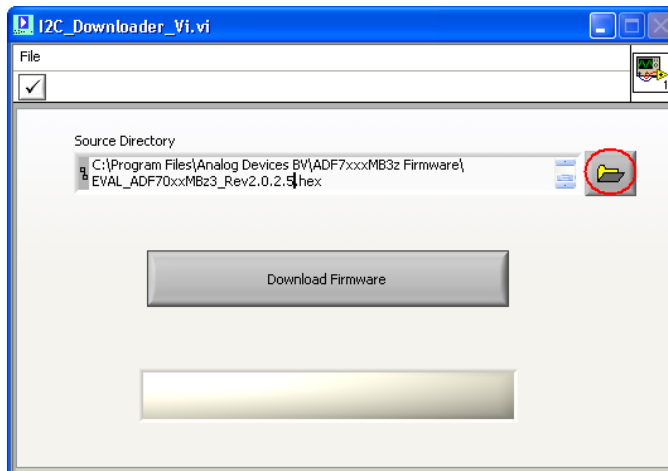 I2C_Downloader_Vi.vi
File
Source Directory
C:\Program Files\Analog Devices BV\ADF7xxxMB3z Firmware\
EVAL_ADF70xxMBz3_Rev2.0.2.5.hex
Download Firmware
1